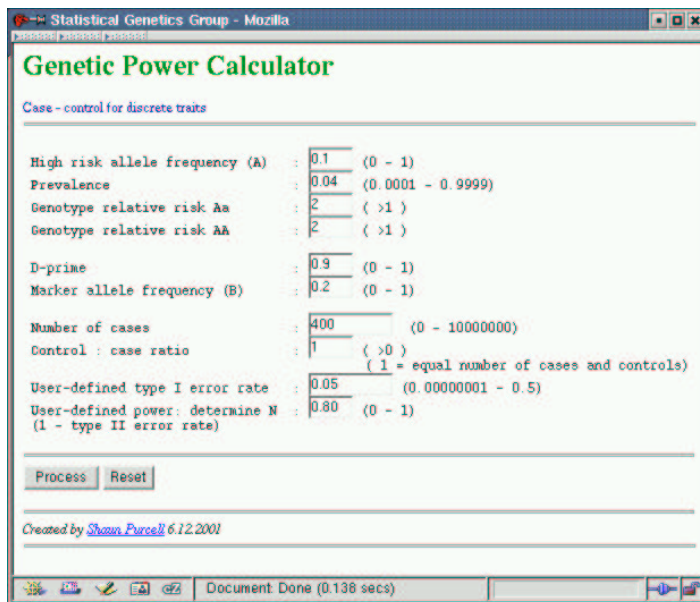 Statistical Genetics Group - Mozilla
Genetic Power Calculator
Case - control for discrete traits
High risk allele frequency (A) : 0.1 (0 - 1)
Prevalence : 0.04 (0.0001 - 0.9999)
Genotype relative risk Aa : 2 ( >1 )
Genotype relative risk AA : 2 ( >1 )
D-prime : 0.9 (0 - 1)
Marker allele frequency (B) : 0.2 (0 - 1)
Number of cases : 400 (0 - 10000000)
Control : case ratio : 1 ( >0 )
( 1 = equal number of cases and controls)
User-defined type I error rate : 0.05 (0.00000001 - 0.5)
User-defined power: determine N : 0.80 (0 - 1)
(1 - type II error rate)
Process Reset
Created by Shaun Purcell 6.12.2001
Document: Done (0.138 secs)